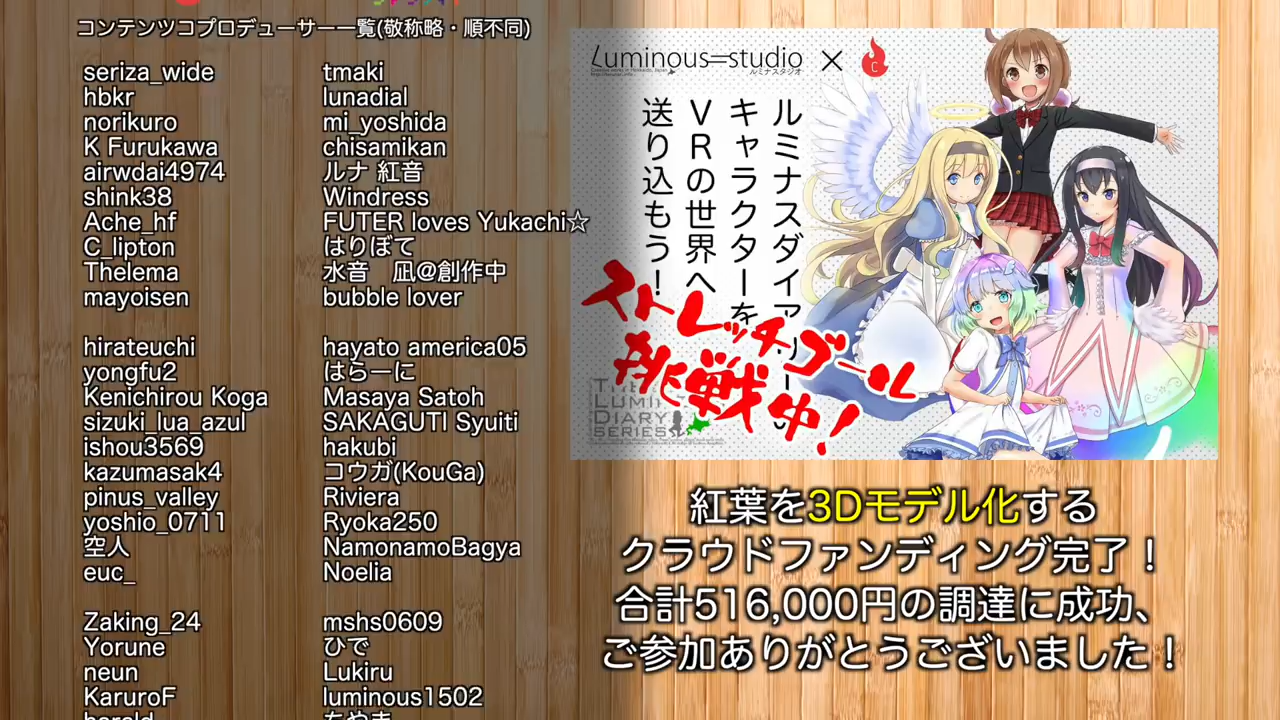 コンテンツコプロデューサー一覧(敬称略・順不同)
seriza_wide
hbkr
norikuro
K Furukawa
airwdai4974
shink38
Ache_hf
C_lipton
Thelema
mayoisen
hirateuchi
yongfu2
Kenichirou Koga
sizuki_lua_azul
ishou3569
kazumasak4
pinus_valley
yoshio_0711
空人
euc_
Zaking_24
Yorune
neun
KaruroF
tmaki
lunadial
mi_yoshida
chisamikan
ルナ 紅音
Windress
FUTER loves Yukachi☆
はりぼて
水音　凪@創作中
bubble lover
hayato america05
はらーに
Masaya Satoh
SAKAGUTI Syuiti
hakubi
コウガ(KouGa)
Riviera
Ryoka250
NamonamoBagya
Noelia
mshs0609
ひで
Lukiru
luminous1502
Luminous=studio
ルミナスタジオ
×
C
ルミナスダイアリーの
キャラクターを
VRの世界へ
送り込もう!
ストレッチゴール
挑戦中!
DIARY
SERIES
紅葉を3Dモデル化する
クラウドファンディング完了！
合計516,000円の調達に成功、
ご参加ありがとうございました！